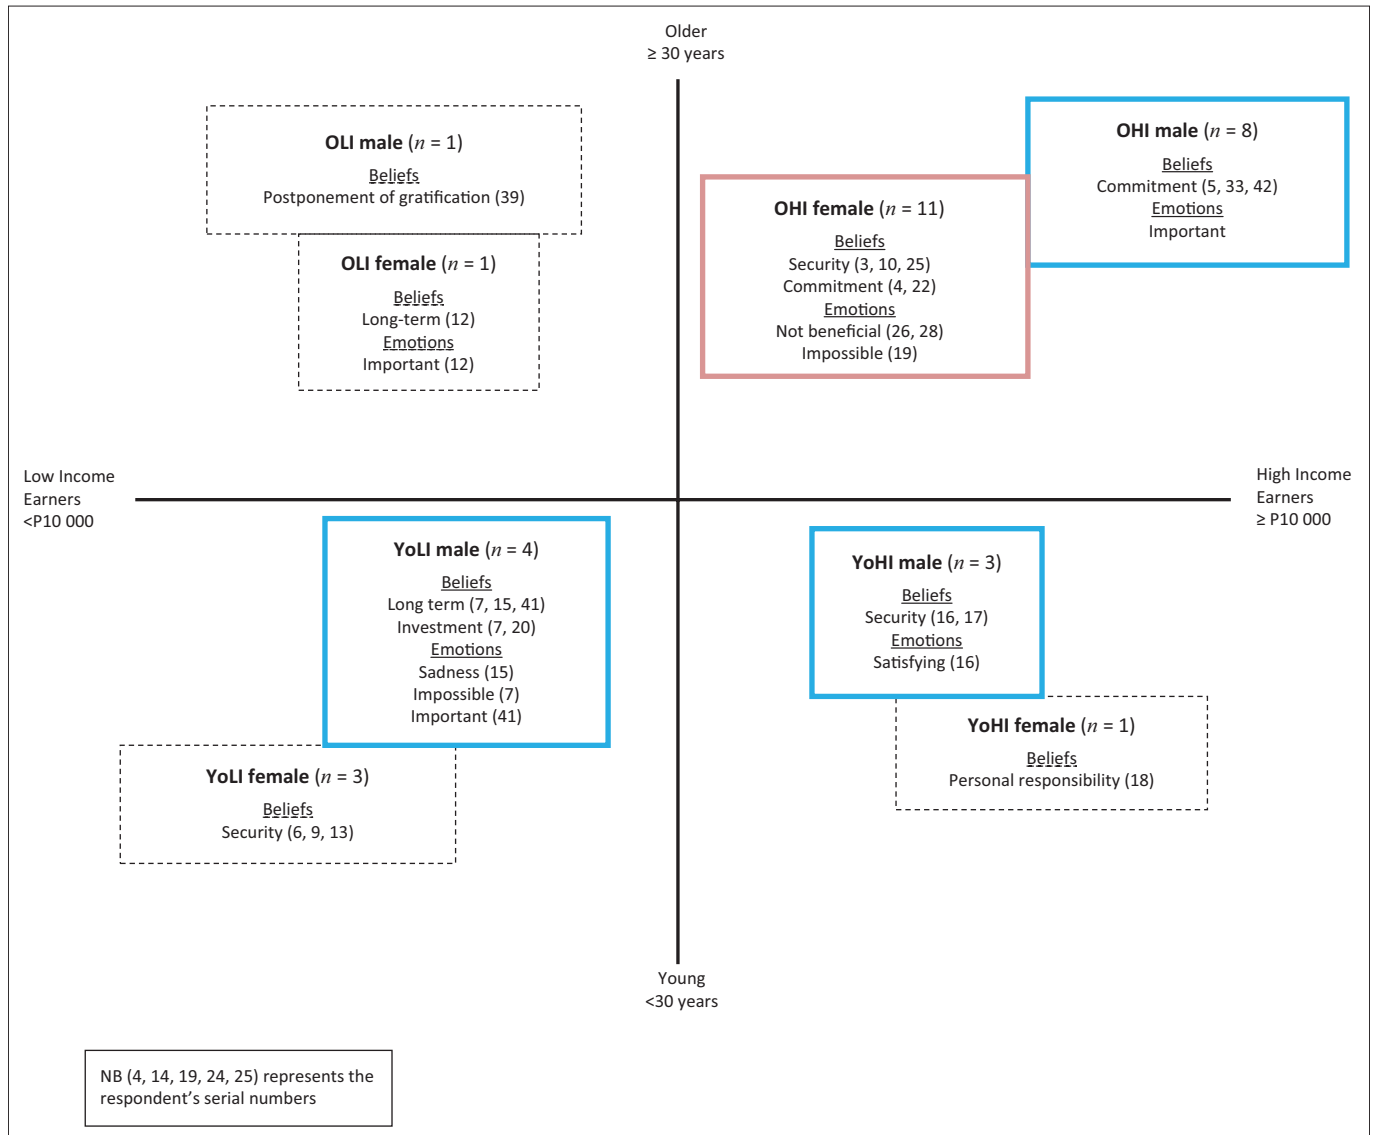 Older
≥ 30 years
OLI male (n = 1)
Beliefs
Postponement of gratification (39)
OLI female (n = 1)
Beliefs
Long-term (12)
Emotions
Important (12)
OHI female (n = 11)
Beliefs
Security (3, 10, 25)
Commitment (4, 22)
Emotions
Not beneficial (26, 28)
Impossible (19)
OHI male (n = 8)
Beliefs
Commitment (5, 33, 42)
Emotions
Important
Low Income
Earners
<P10 000
High Income
Earners
≥ P10 000
YoLI male (n = 4)
Beliefs
Long term (7, 15, 41)
Investment (7, 20)
Emotions
Sadness (15)
Impossible (7)
Important (41)
YoLI female (n = 3)
Beliefs
Security (6, 9, 13)
YoHI male (n = 3)
Beliefs
Security (16, 17)
Emotions
Satisfying (16)
YoHI female (n = 1)
Beliefs
Personal responsibility (18)
Young
<30 years
NB (4, 14, 19, 24, 25) represents the
respondent's serial numbers